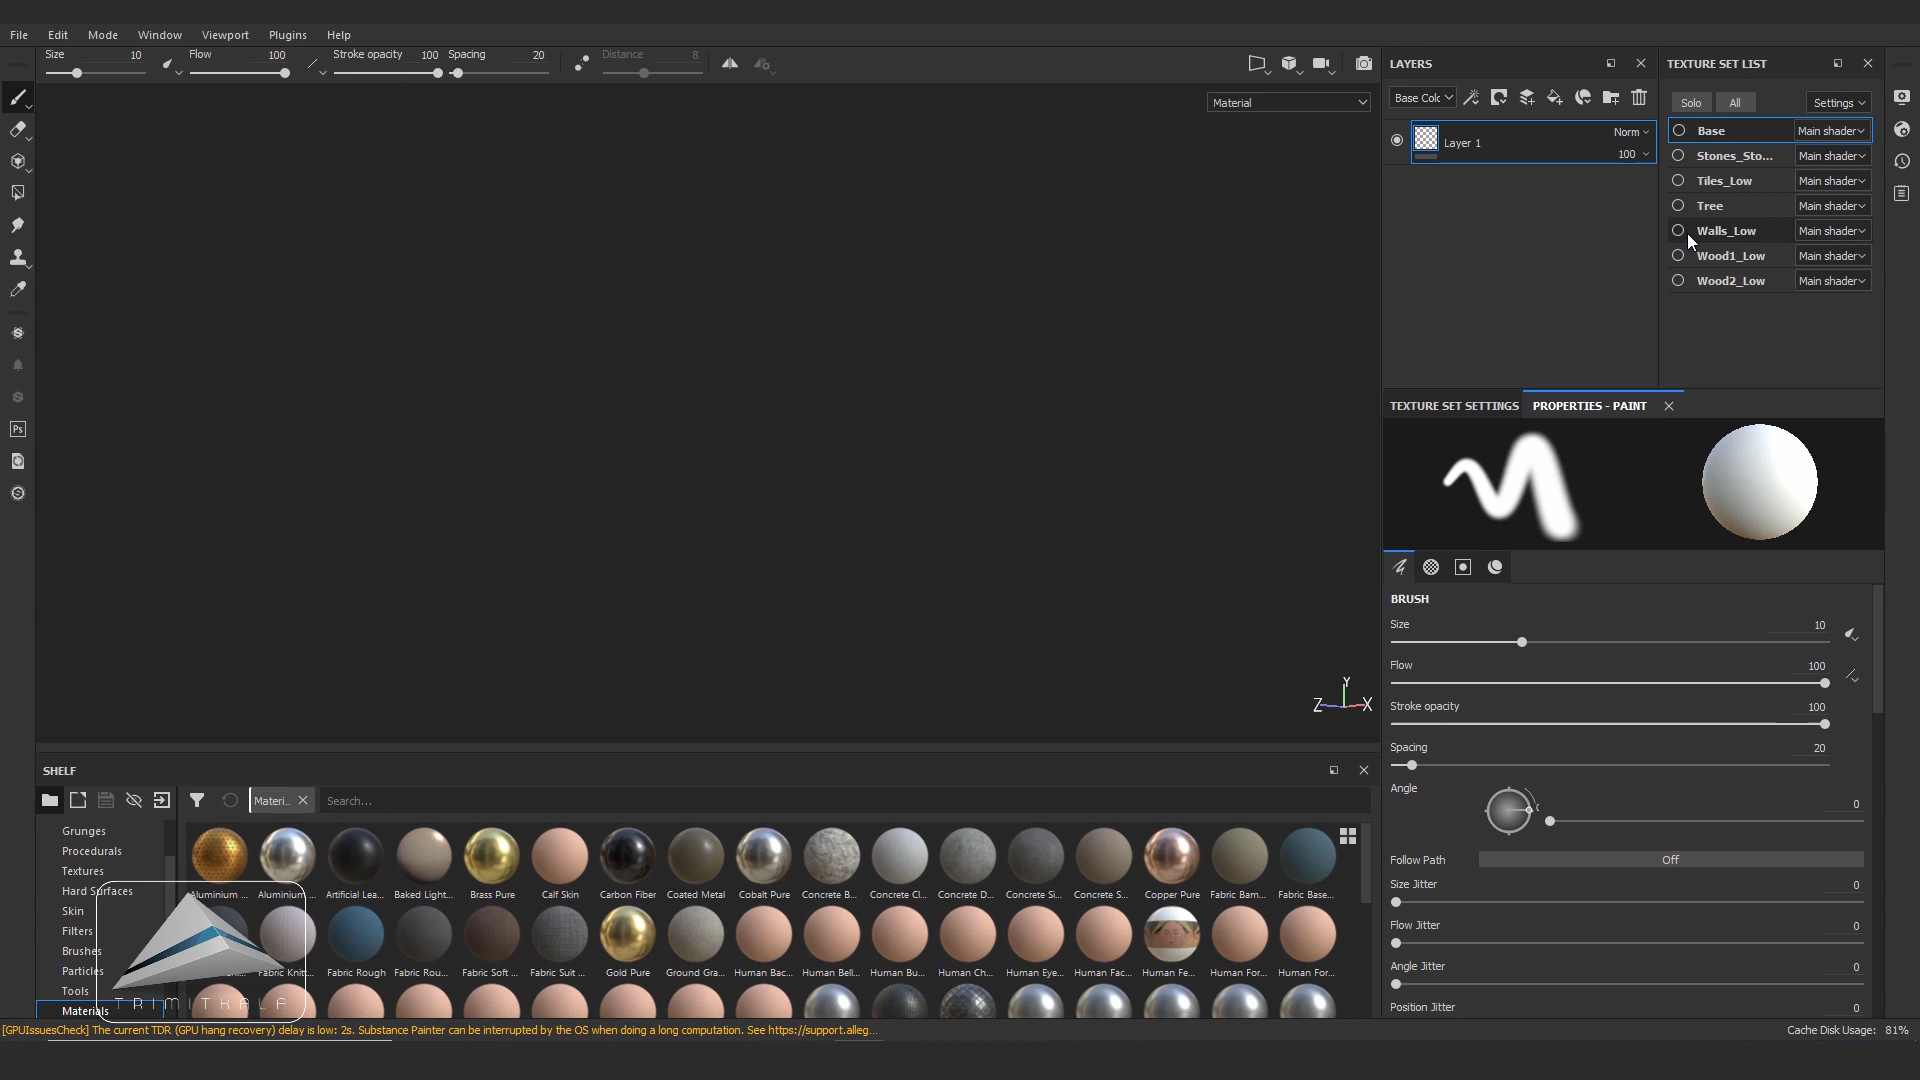 File Edit Mode Window Viewport Plugins Help
Size 10 Flow 100 Stroke opacity 100 Spacing 20 Distance 8
Material
LAYERS
Base Colc
Norm
Layer 1
100
TEXTURE SET LIST
Solo All Settings
Base Main shader
Stones_Sto... Main shader
Tiles_Low Main shader
Tree Main shader
Walls_Low Main shader
Wood1_Low Main shader
Wood2_Low Main shader
TEXTURE SET SETTINGS PROPERTIES - PAINT
BRUSH
Size 10
Flow 100
Stroke opacity 100
Spacing 20
Angle 0
Follow Path Off
Size Jitter 0
Flow Jitter 0
Angle Jitter 0
Position Jitter 0
Y
Z X
SHELF
Materi.. Search...
Grunges
Procedurals
Textures
Hard Surfaces
Skin
Filters
Brushes
Particles
Tools
Materials
Aluminium ... Aluminium ... Artificial Lea... Baked Light... Brass Pure Calf Skin Carbon Fiber Coated Metal Cobalt Pure Concrete B... Concrete Cl... Concrete D... Concrete Si... Concrete S... Copper Pure Fabric Bam... Fabric Base...
Fabric Knit... Fabric Rough Fabric Rou... Fabric Soft ... Fabric Suit ... Gold Pure Ground Gra... Human Bac... Human Bell... Human Bu... Human Ch... Human Eye... Human Fac... Human Fe... Human For... Human For...
TRIMITKALA
[GPUIssuesCheck] The current TDR (GPU hang recovery) delay is low: 2s. Substance Painter can be interrupted by the OS when doing a long computation. See https://support.alleg...
Cache Disk Usage: 81%
Ps